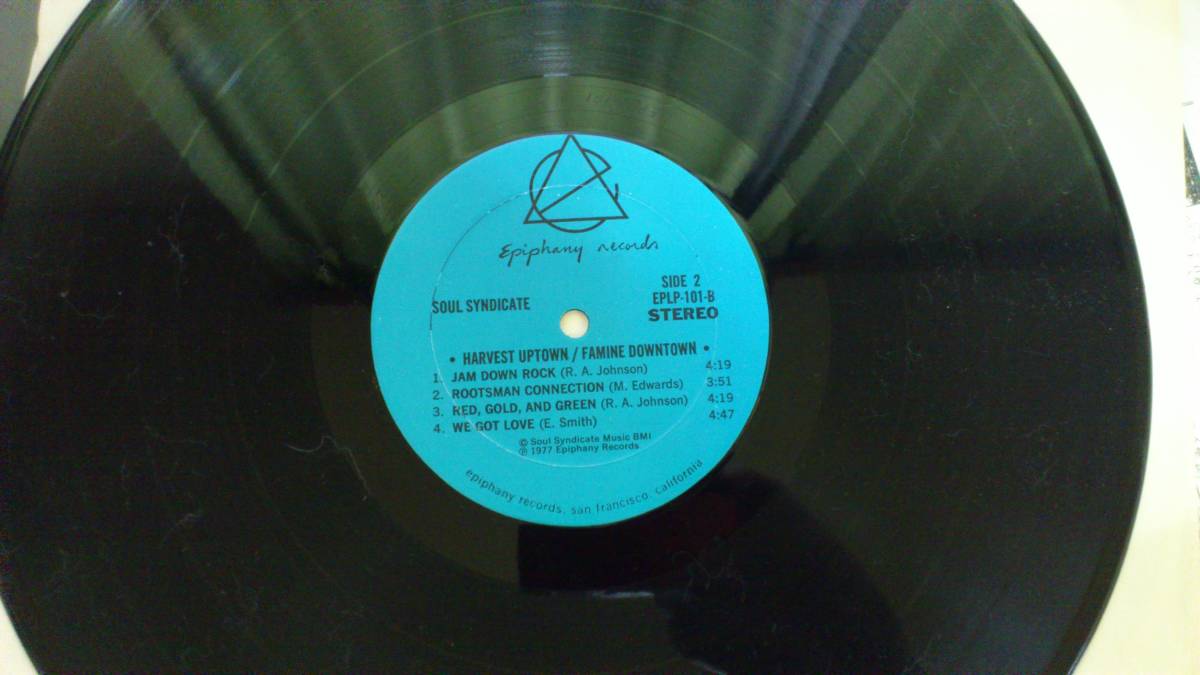 Epiphany records
SIDE 2
SOUL SYNDICATE EPLP-101-B
STEREO
• HARVEST UPTOWN / FAMINE DOWNTOWN •
1. JAM DOWN ROCK (R. A. Johnson) 4:19
2. ROOTSMAN CONNECTION (M. Edwards) 3:51
3. RED, GOLD, AND GREEN (R. A. Johnson) 4:19
4. WE GOT LOVE (E. Smith) 4:47
© Soul Syndicate Music BMI
℗ 1977 Epiphany Records
epiphany records, san francisco, california